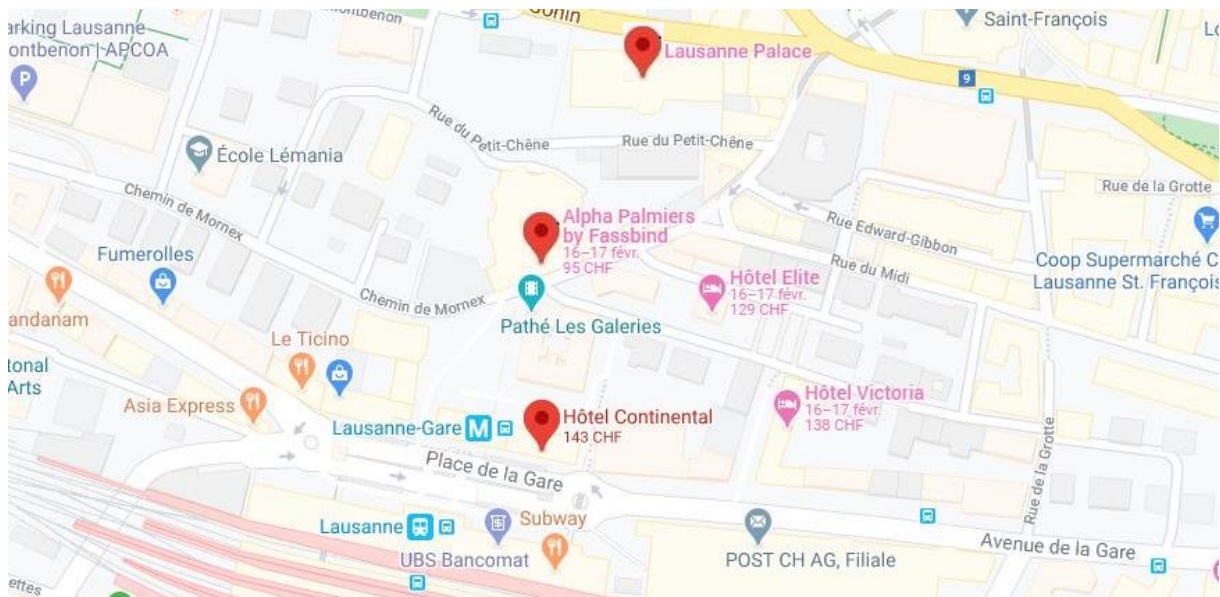 arking Lausanne
ontbenon | APCOA
P
Saint-François
Lausanne Palace
9
Rue du Petit-Chêne
Rue du Petit-Chêne
École Lémania
Chemin de Mornex
Rue de la Grotte
Alpha Palmiers
by Fassbind
16–17 févr.
95 CHF
Rue Edward-Gibbon
Rue du Midi
Coop Supermarché C
Lausanne St. François
Fumerolles
Hôtel Elite
16–17 févr.
129 CHF
Chemin de Mornex
andanam
Pathé Les Galeries
Le Ticino
tonal
Arts
Asia Express
Hôtel Victoria
16–17 févr.
138 CHF
Lausanne-Gare
M
Hôtel Continental
143 CHF
Place de la Gare
Rue de la Grotte
Lausanne
UBS Bancomat
Subway
POST CH AG, Filiale
Avenue de la Gare
ettes